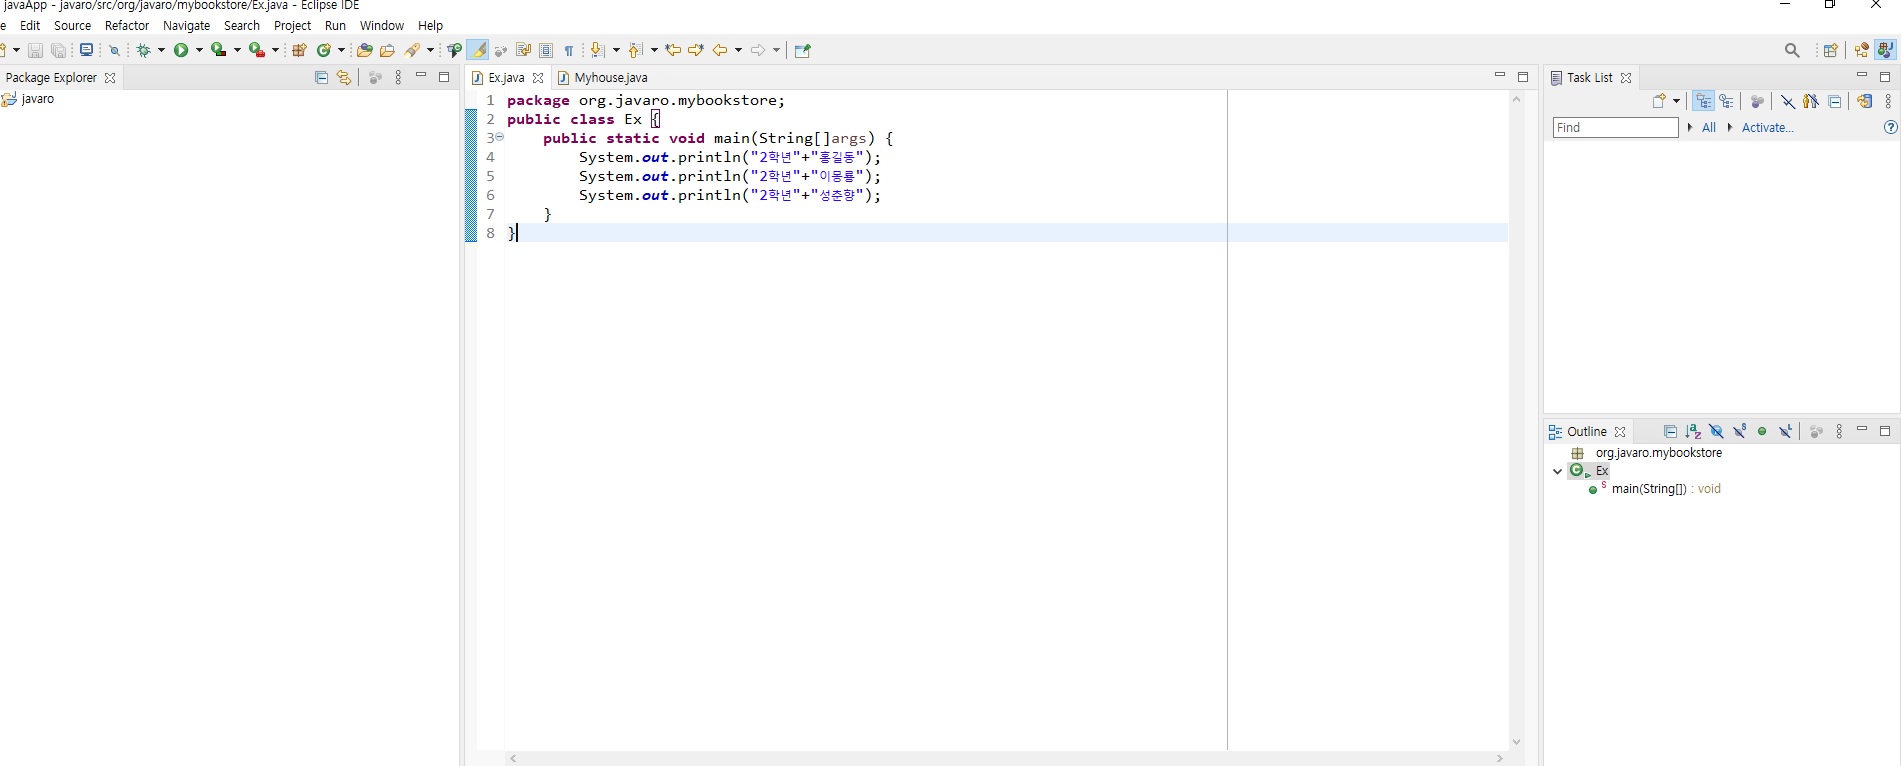 javaApp - javaro/src/org/javaro/mybookstore/Ex.java - Eclipse IDE
e Edit Source Refactor Navigate Search Project Run Window Help
Package Explorer
javaro
Ex.java Myhouse.java
1 package org.javaro.mybookstore;
2 public class Ex {
3 public static void main(String[]args) {
4 System.out.println("2학년"+"홍길동");
5 System.out.println("2학년"+"이몽룡");
6 System.out.println("2학년"+"성춘향");
7 }
8 }
Task List
Find All Activate...
Outline
org.javaro.mybookstore
Ex
main(String[]) : void